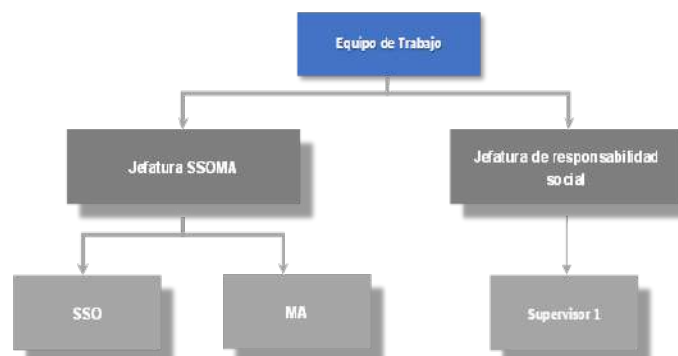 Equipo de Trabajo
Jefatura SSOMA
Jefatura de responsabilidad
social
SSO
MA
Supervisor 1